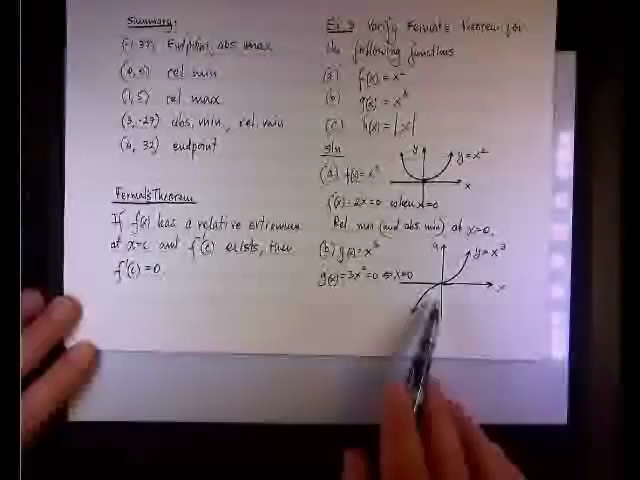 Summary:
(-1, 37) Endpoint, abs max
(0, 5) rel min
(1, 5) rel max
(3, -27) abs. min, rel. min
(4, 32) endpoint
Fermat's Theorem
If f(x) has a relative extremum
at x=c and f'(c) exists, then
f'(c) = 0
Ex. 3 Verify Fermat's Theorem for
the following functions
(a) f(x) = x²
(b) g(x) = x³
(c) h(x) = |x|
soln
(a) f(x) = x²
y
y = x²
x
f'(x) = 2x = 0 when x = 0
Rel. min (and abs. min) at x = 0.
(b) g(x) = x³
y
y = x³
x
g'(x) = 3x² = 0 ⇔ x = 0